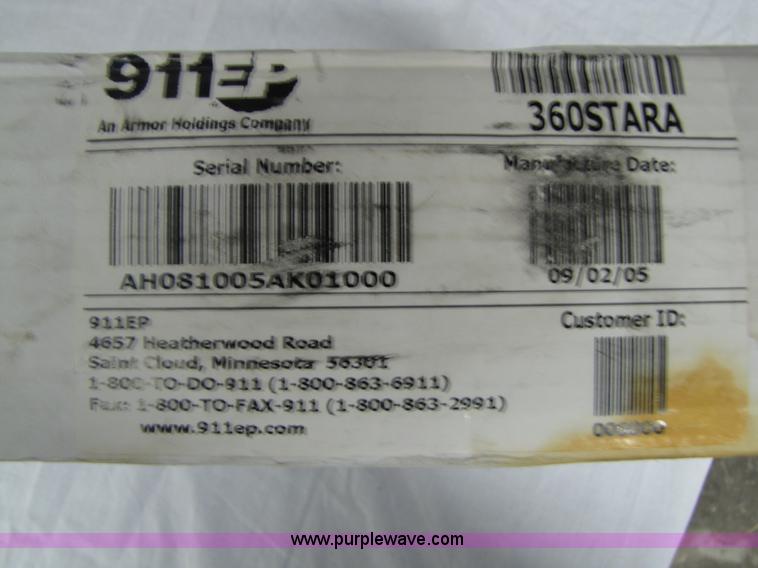 911EP
360STARA
An Armor Holdings Company
Serial Number:
Manufacture Date:
AH081005AK01000
09/02/05
911EP
Customer ID:
4657 Heatherwood Road
Saint Cloud, Minnesota 56301
1-800-TO-DO-911 (1-800-863-6911)
Fax: 1-800-TO-FAX-911 (1-800-863-2991)
www.911ep.com
www.purplewave.com